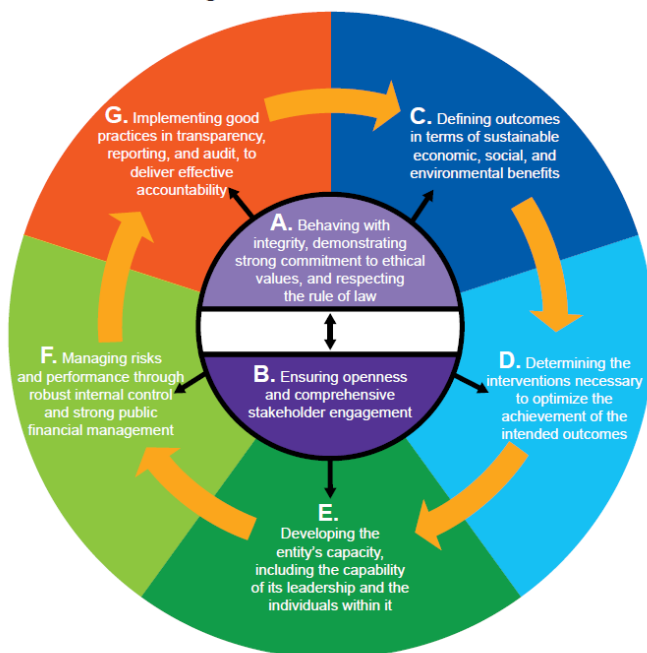 G. Implementing good
practices in transparency,
reporting, and audit, to
deliver effective
accountability
C. Defining outcomes
in terms of sustainable
economic, social, and
environmental benefits
A. Behaving with
integrity, demonstrating
strong commitment to ethical
values, and respecting
the rule of law
B. Ensuring openness
and comprehensive
stakeholder engagement
D. Determining the
interventions necessary
to optimize the
achievement of the
intended outcomes
E.
Developing the
entity's capacity,
including the capability
of its leadership and the
individuals within it
F. Managing risks
and performance through
robust internal control
and strong public
financial management